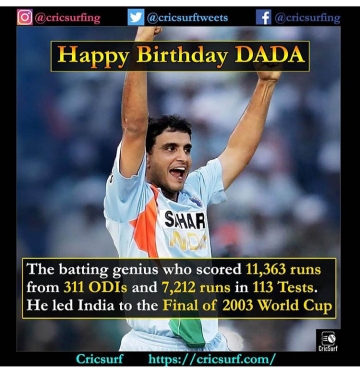 @cricsurfing @cricsurftweets @cricsurfing
Happy Birthday DADA
SAHARA
INDIA
The batting genius who scored 11,363 runs
from 311 ODIs and 7,212 runs in 113 Tests.
He led India to the Final of 2003 World Cup
CricSurf
Cricsurf https://cricsurf.com/